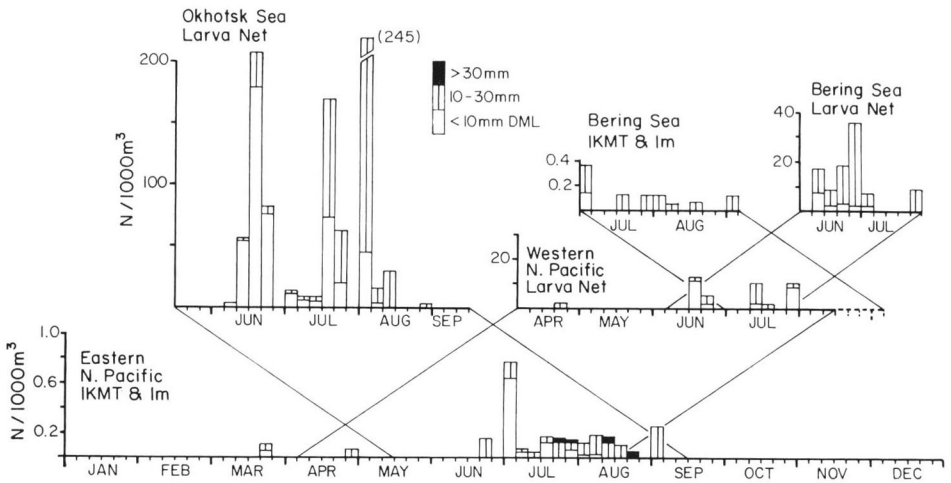 Okhotsk Sea
Larva Net
(245)
200
100
N/1000m³
>30mm
10-30mm
<10mm DML
JUN JUL AUG SEP
Bering Sea
IKMT & 1m
0.4
0.2
JUL AUG
Bering Sea
Larva Net
40
20
JUN JUL
Western
N. Pacific
Larva Net
20
APR MAY JUN JUL
Eastern
N. Pacific
IKMT & 1m
1.0
0.6
0.2
N/1000m³
JAN FEB MAR APR MAY JUN JUL AUG SEP OCT NOV DEC